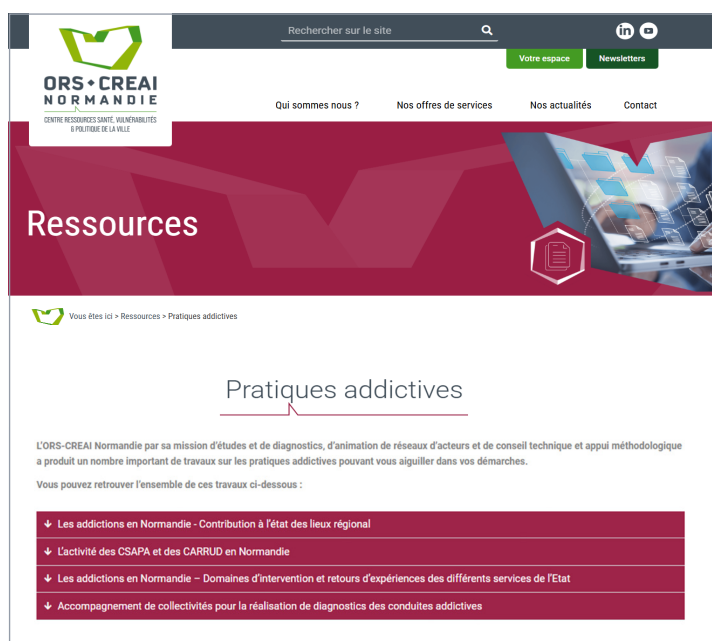 Rechercher sur le site
Votre espace
Newsletters
ORS CREAI
NORMANDIE
CENTRE RESSOURCES SANTÉ, VULNÉRABILITÉS
& POLITIQUE DE LA VILLE
Qui sommes nous ?
Nos offres de services
Nos actualités
Contact
Ressources
Vous êtes ici > Ressources > Pratiques addictives
Pratiques addictives
L'ORS-CREAI Normandie par sa mission d'études et de diagnostics, d'animation de réseaux d'acteurs et de conseil technique et appui méthodologique
a produit un nombre important de travaux sur les pratiques addictives pouvant vous aiguiller dans vos démarches.
Vous pouvez retrouver l'ensemble de ces travaux ci-dessous :
Les addictions en Normandie - Contribution à l'état des lieux régional
L'activité des CSAPA et des CARRUD en Normandie
Les addictions en Normandie – Domaines d'intervention et retours d'expériences des différents services de l'Etat
Accompagnement de collectivités pour la réalisation de diagnostics des conduites addictives